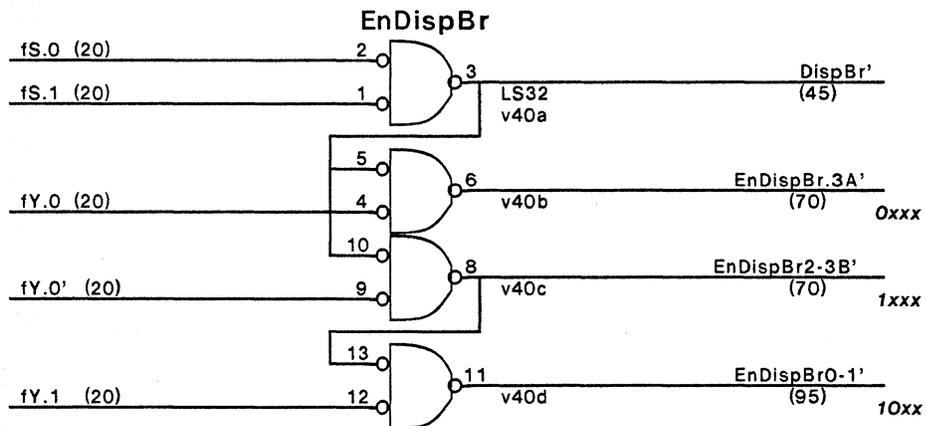 EnDispBr
fS.0 (20)
2
3
DispBr'
fS.1 (20)
1
LS32
(45)
v40a
5
6
EnDispBr.3A'
fY.0 (20)
4
v40b
(70)
0xxx
10
8
EnDispBr2-3B'
fY.0' (20)
9
v40c
(70)
1xxx
13
11
EnDispBr0-1'
fY.1 (20)
12
v40d
(95)
10xx